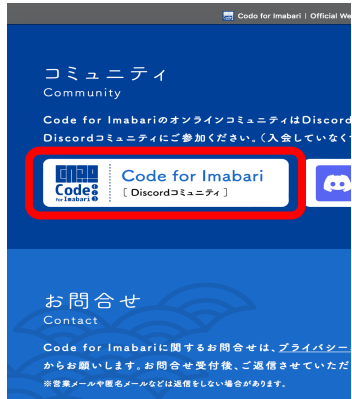 Codo for Imabari | Official We
コミュニティ
Community
Code for ImabariのオンラインコミュニティはDiscord
Discordコミュニティにご参加ください。（入会していなく
Code
for Imabari
Code for Imabari
[ Discordコミュニティ ]
お問合せ
Contact
Code for Imabariに関するお問合せは、プライバシー
からお願いします。お問合せ受付後、ご返信させていただ
※営業メールや匿名メールなどは返信をしない場合があります。